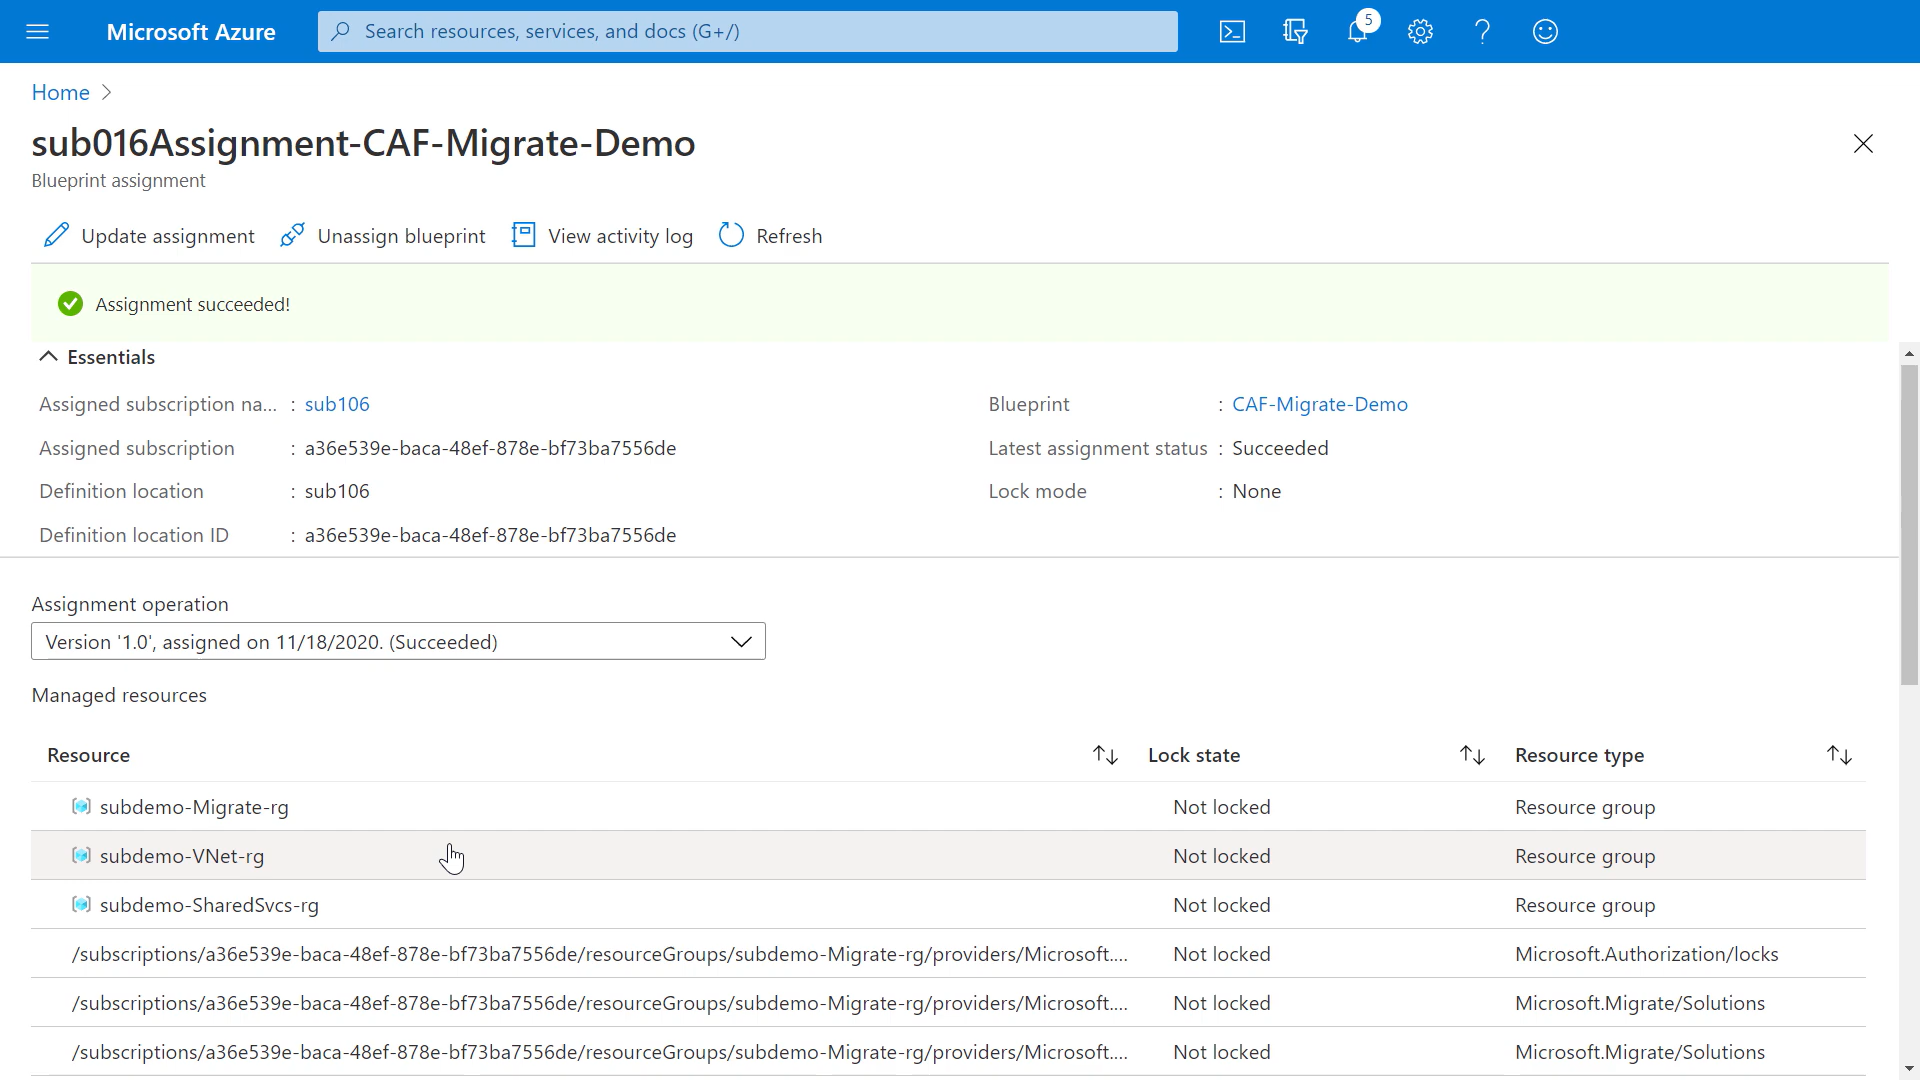 Microsoft Azure
Search resources, services, and docs (G+/)
5
Home
sub016Assignment-CAF-Migrate-Demo
Blueprint assignment
Update assignment
Unassign blueprint
View activity log
Refresh
Assignment succeeded!
Essentials
Assigned subscription na... : sub106
Assigned subscription : a36e539e-baca-48ef-878e-bf73ba7556de
Definition location : sub106
Definition location ID : a36e539e-baca-48ef-878e-bf73ba7556de
Blueprint : CAF-Migrate-Demo
Latest assignment status : Succeeded
Lock mode : None
Assignment operation
Version '1.0', assigned on 11/18/2020. (Succeeded)
Managed resources
Resource Lock state Resource type
subdemo-Migrate-rg Not locked Resource group
subdemo-VNet-rg Not locked Resource group
subdemo-SharedSvcs-rg Not locked Resource group
/subscriptions/a36e539e-baca-48ef-878e-bf73ba7556de/resourceGroups/subdemo-Migrate-rg/providers/Microsoft.... Not locked Microsoft.Authorization/locks
/subscriptions/a36e539e-baca-48ef-878e-bf73ba7556de/resourceGroups/subdemo-Migrate-rg/providers/Microsoft.... Not locked Microsoft.Migrate/Solutions
/subscriptions/a36e539e-baca-48ef-878e-bf73ba7556de/resourceGroups/subdemo-Migrate-rg/providers/Microsoft.... Not locked Microsoft.Migrate/Solutions